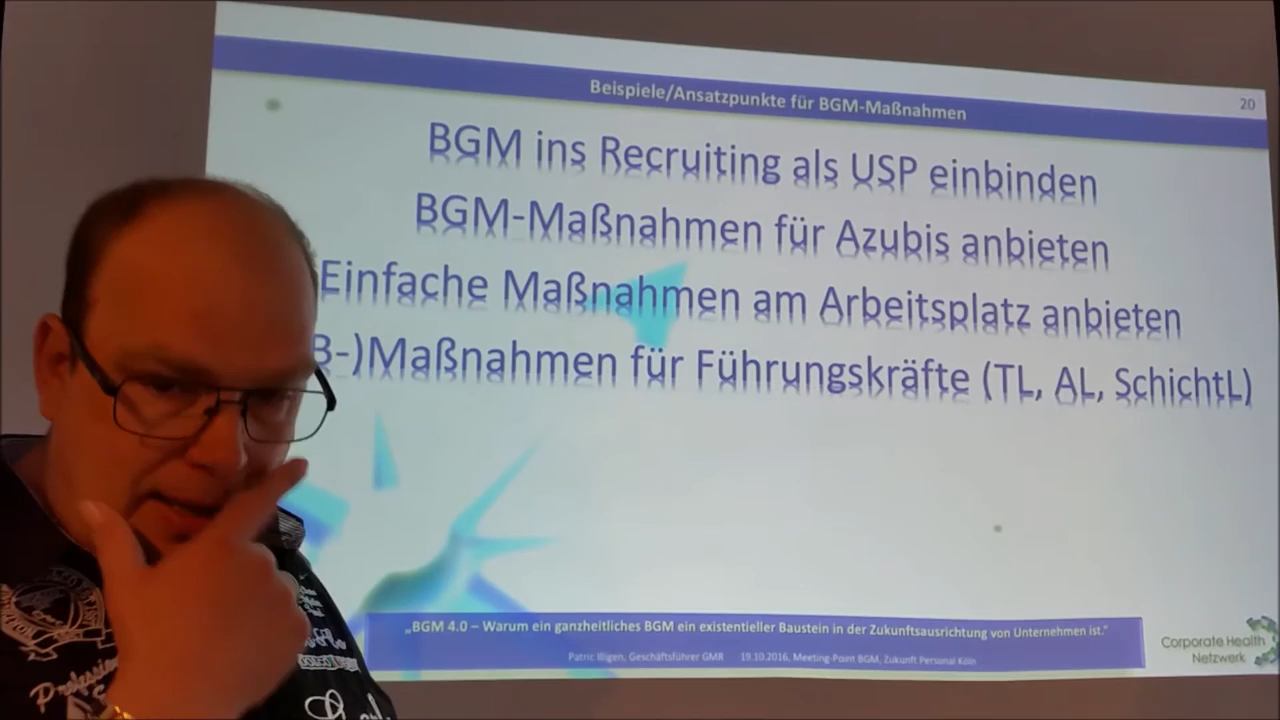 Beispiele/Ansatzpunkte für BGM-Maßnahmen
20
BGM ins Recruiting als USP einbinden
BGM-Maßnahmen für Azubis anbieten
Einfache Maßnahmen am Arbeitsplatz anbieten
B-)Maßnahmen für Führungskräfte (TL, AL, SchichtL)
„BGM 4.0 – Warum ein ganzheitliches BGM ein existentieller Baustein in der Zukunftsausrichtung von Unternehmen ist."
Patric Illigen, Geschäftsführer GMR 19.10.2016, Meeting-Point BGM, Zukunft Personal Köln
Corporate Health
Netzwerk